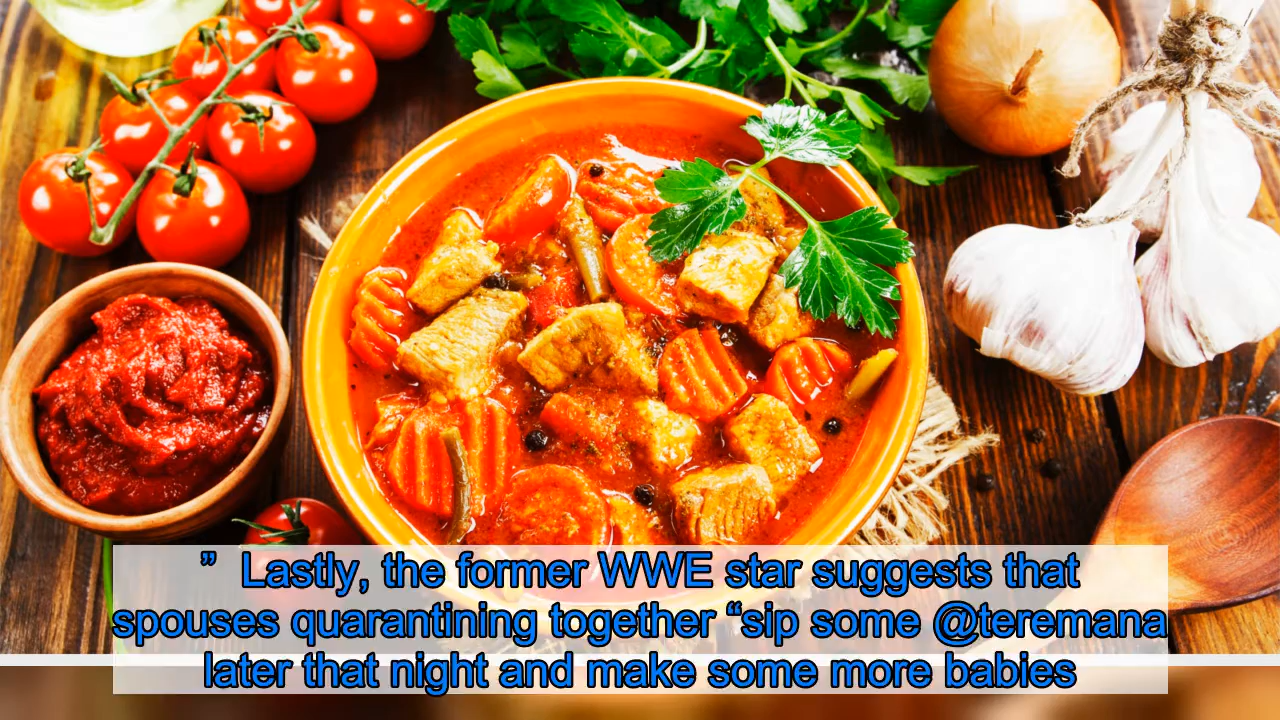 ”  Lastly, the former WWE star suggests that
spouses quarantining together “sip some @teremana
later that night and make some more babies